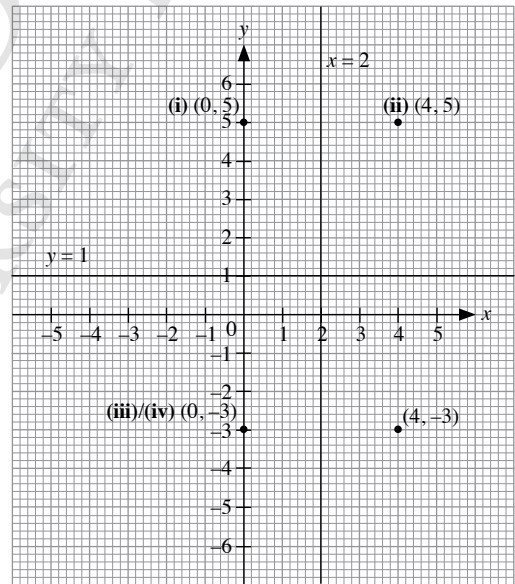 y
x = 2
6
(i) (0, 5)
(ii) (4, 5)
5
4
3
2
y = 1
1
x
–5 –4 –3 –2 –1 0 1 2 3 4 5
–1
–2
(iii)/(iv) (0, –3)
(4, –3)
–3
–4
–5
–6